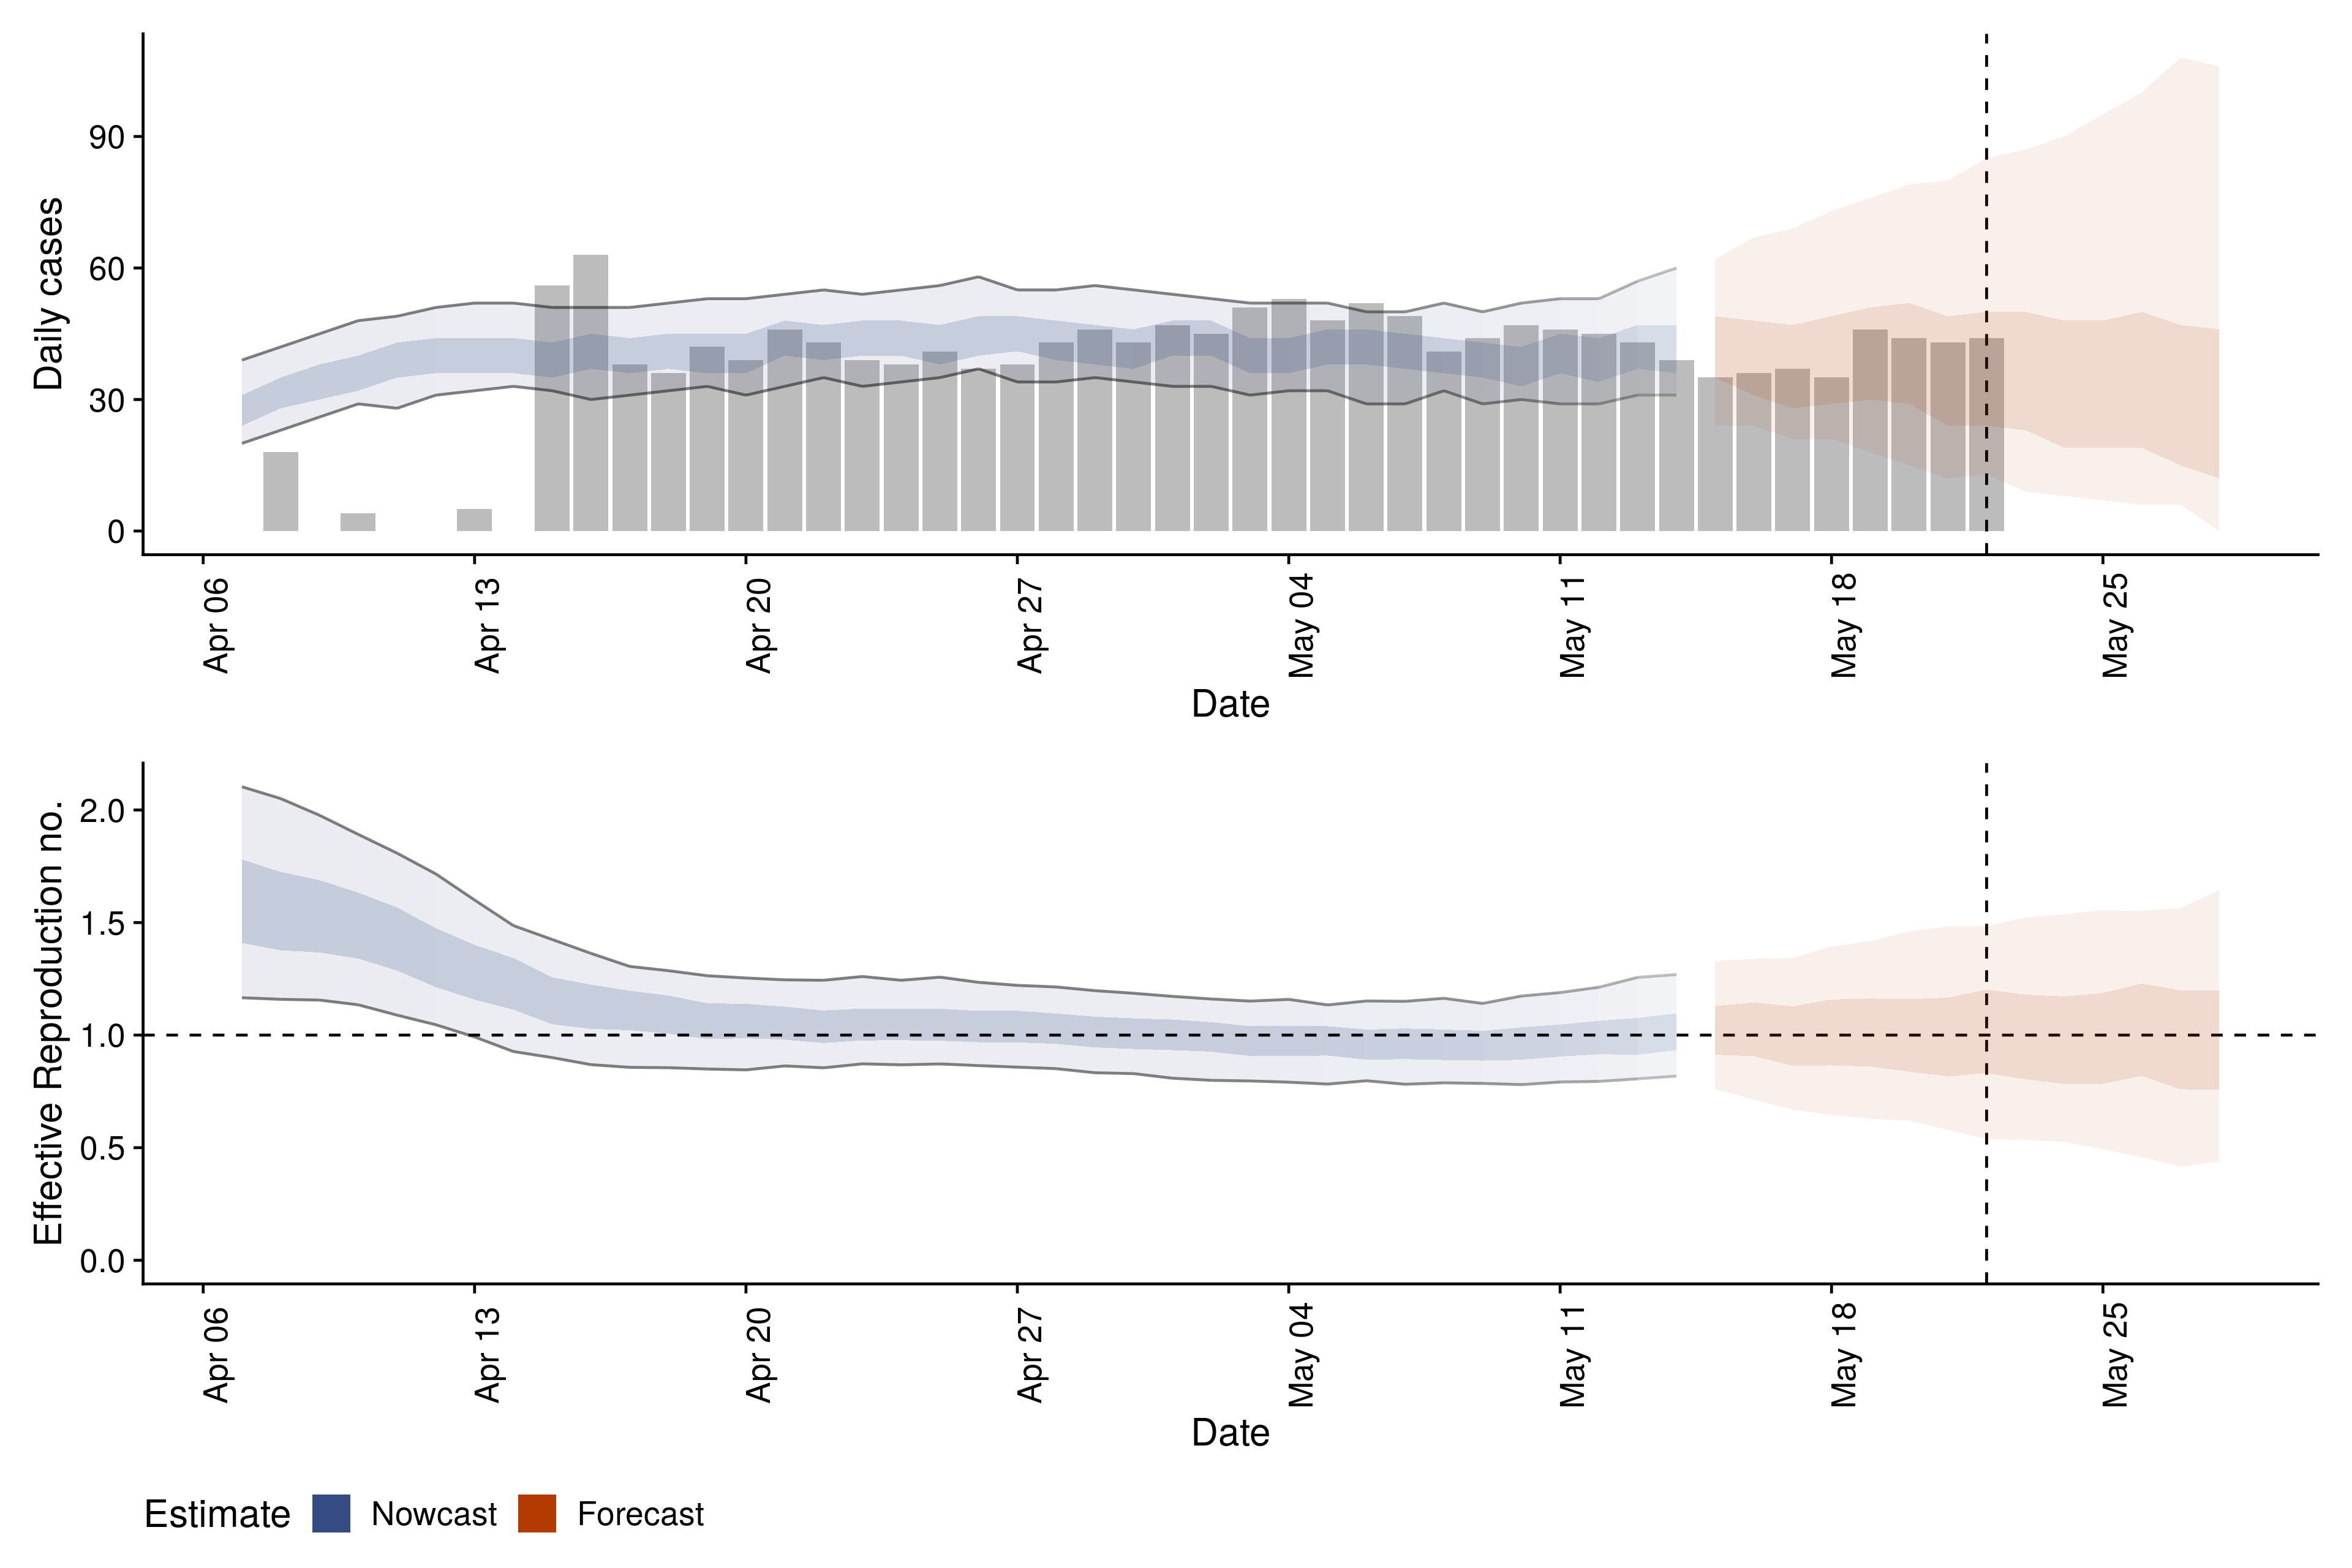 Daily cases
90
60
30
0
Apr 06
Apr 13
Apr 20
Apr 27
May 04
May 11
May 18
May 25
Date
Effective Reproduction no.
2.0
1.5
1.0
0.5
0.0
Apr 06
Apr 13
Apr 20
Apr 27
May 04
May 11
May 18
May 25
Date
Estimate Nowcast Forecast